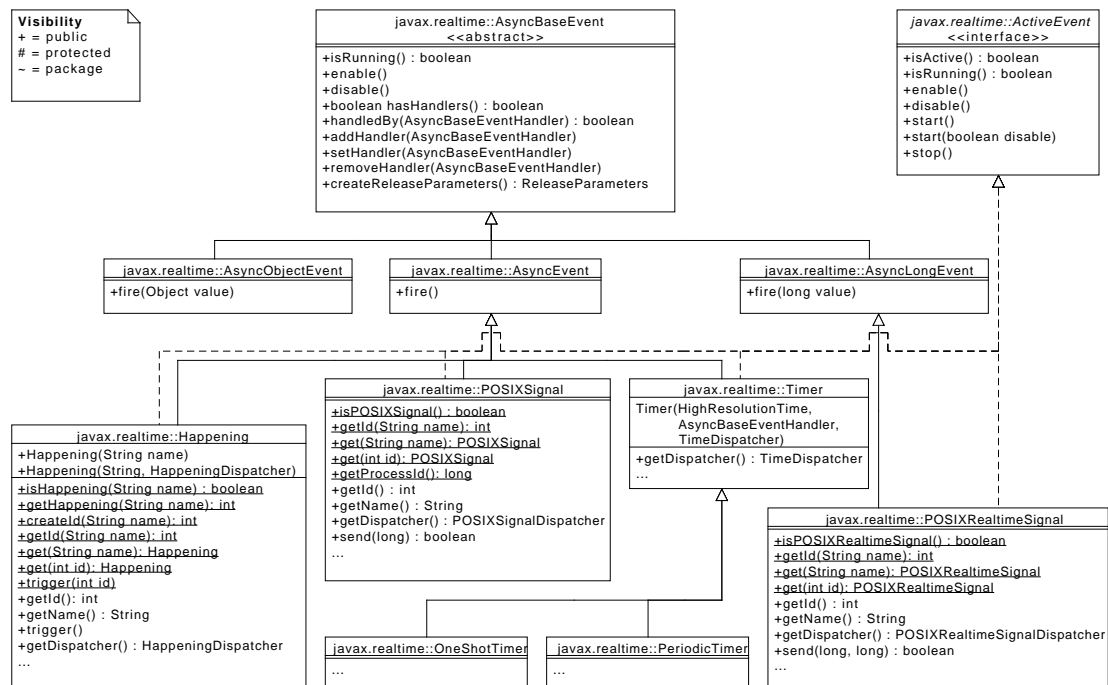 Visibility
+ = public
# = protected
~ = package
javax.realtime::AsyncBaseEvent
<<abstract>>
+isRunning() : boolean
+enable()
+disable()
+boolean hasHandlers() : boolean
+handledBy(AsyncBaseEventHandler) : boolean
+addHandler(AsyncBaseEventHandler)
+setHandler(AsyncBaseEventHandler)
+removeHandler(AsyncBaseEventHandler)
+createReleaseParameters() : ReleaseParameters
javax.realtime::ActiveEvent
<<interface>>
+isActive() : boolean
+isRunning() : boolean
+enable()
+disable()
+start()
+start(boolean disable)
+stop()
javax.realtime::AsyncObjectEvent
+fire(Object value)
javax.realtime::AsyncEvent
+fire()
javax.realtime::AsyncLongEvent
+fire(long value)
javax.realtime::Happening
+Happening(String name)
+Happening(String, HappeningDispatcher)
+isHappening(String name) : boolean
+getHappening(String name): int
+createId(String name): int
+getId(String name): int
+get(String name): Happening
+get(int id): Happening
+trigger(int id)
+getId(): int
+getName() : String
+trigger()
+getDispatcher() : HappeningDispatcher
...
javax.realtime::POSIXSignal
+isPOSIXSignal() : boolean
+getId(String name): int
+get(String name): POSIXSignal
+get(int id): POSIXSignal
+getProcessId(): long
+getId() : int
+getName() : String
+getDispatcher() : POSIXSignalDispatcher
+send(long) : boolean
...
javax.realtime::Timer
Timer(HighResolutionTime,
AsyncBaseEventHandler,
TimeDispatcher)
+getDispatcher() : TimeDispatcher
...
javax.realtime::POSIXRealtimeSignal
+isPOSIXRealtimeSignal() : boolean
+getId(String name): int
+get(String name): POSIXRealtimeSignal
+get(int id): POSIXRealtimeSignal
+getId() : int
+getName() : String
+getDispatcher() : POSIXRealtimeSignalDispatcher
+send(long, long) : boolean
...
javax.realtime::OneShotTimer
...
javax.realtime::PeriodicTimer
...